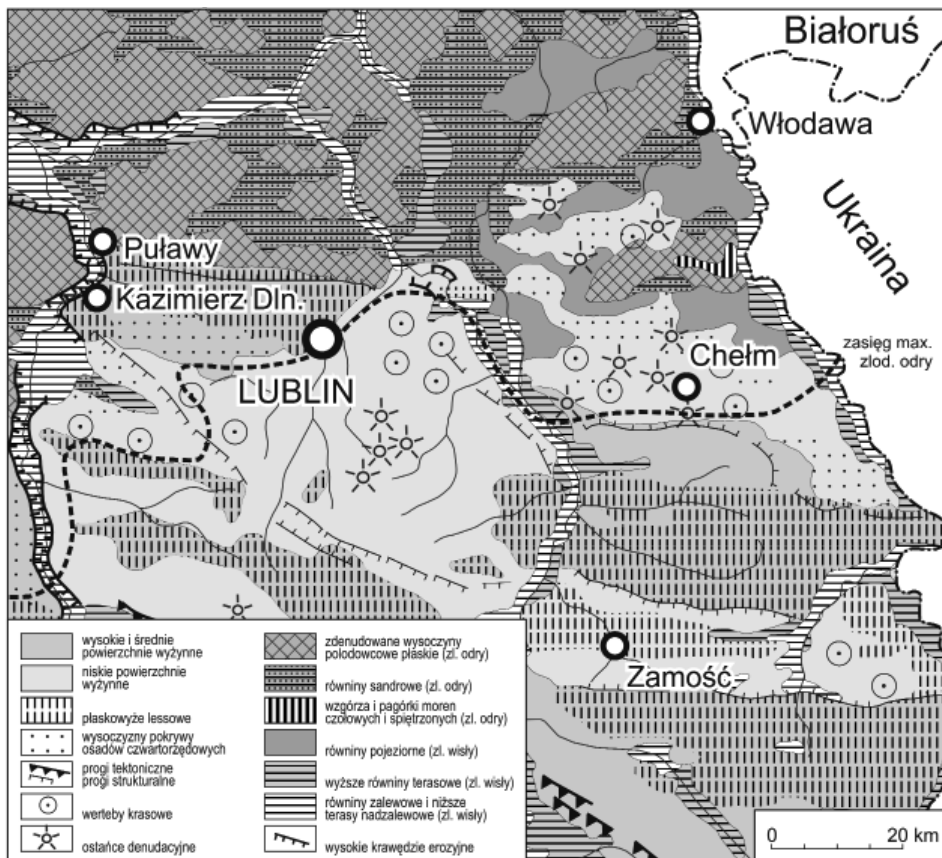 Białoruś
Włodawa
Ukraina
Puławy
Kazimierz Dln.
zasięg max.
zlod. odry
Chełm
LUBLIN
Zamość
wysokie i średnie
powierzchnie wyżynne
niskie powierzchnie
wyżynne
płaskowyże lessowe
wysoczyzny pokrywy
osadów czwartorzędowych
progi tektoniczne
progi strukturalne
werteby krasowe
ostańce denudacyjne
zdenudowane wysoczyny
polodowcowe płaskie (zl. odry)
równiny sandrowe (zl. odry)
wzgórza i pagórki moren
czołowych i spiętrzonych (zl. odry)
równiny pojeziorne (zl. wisły)
wyższe równiny terasowe (zl. wisły)
równiny zalewowe i niższe
terasy nadzalewowe (zl. wisły)
wysokie krawędzie erozyjne
0 20 km